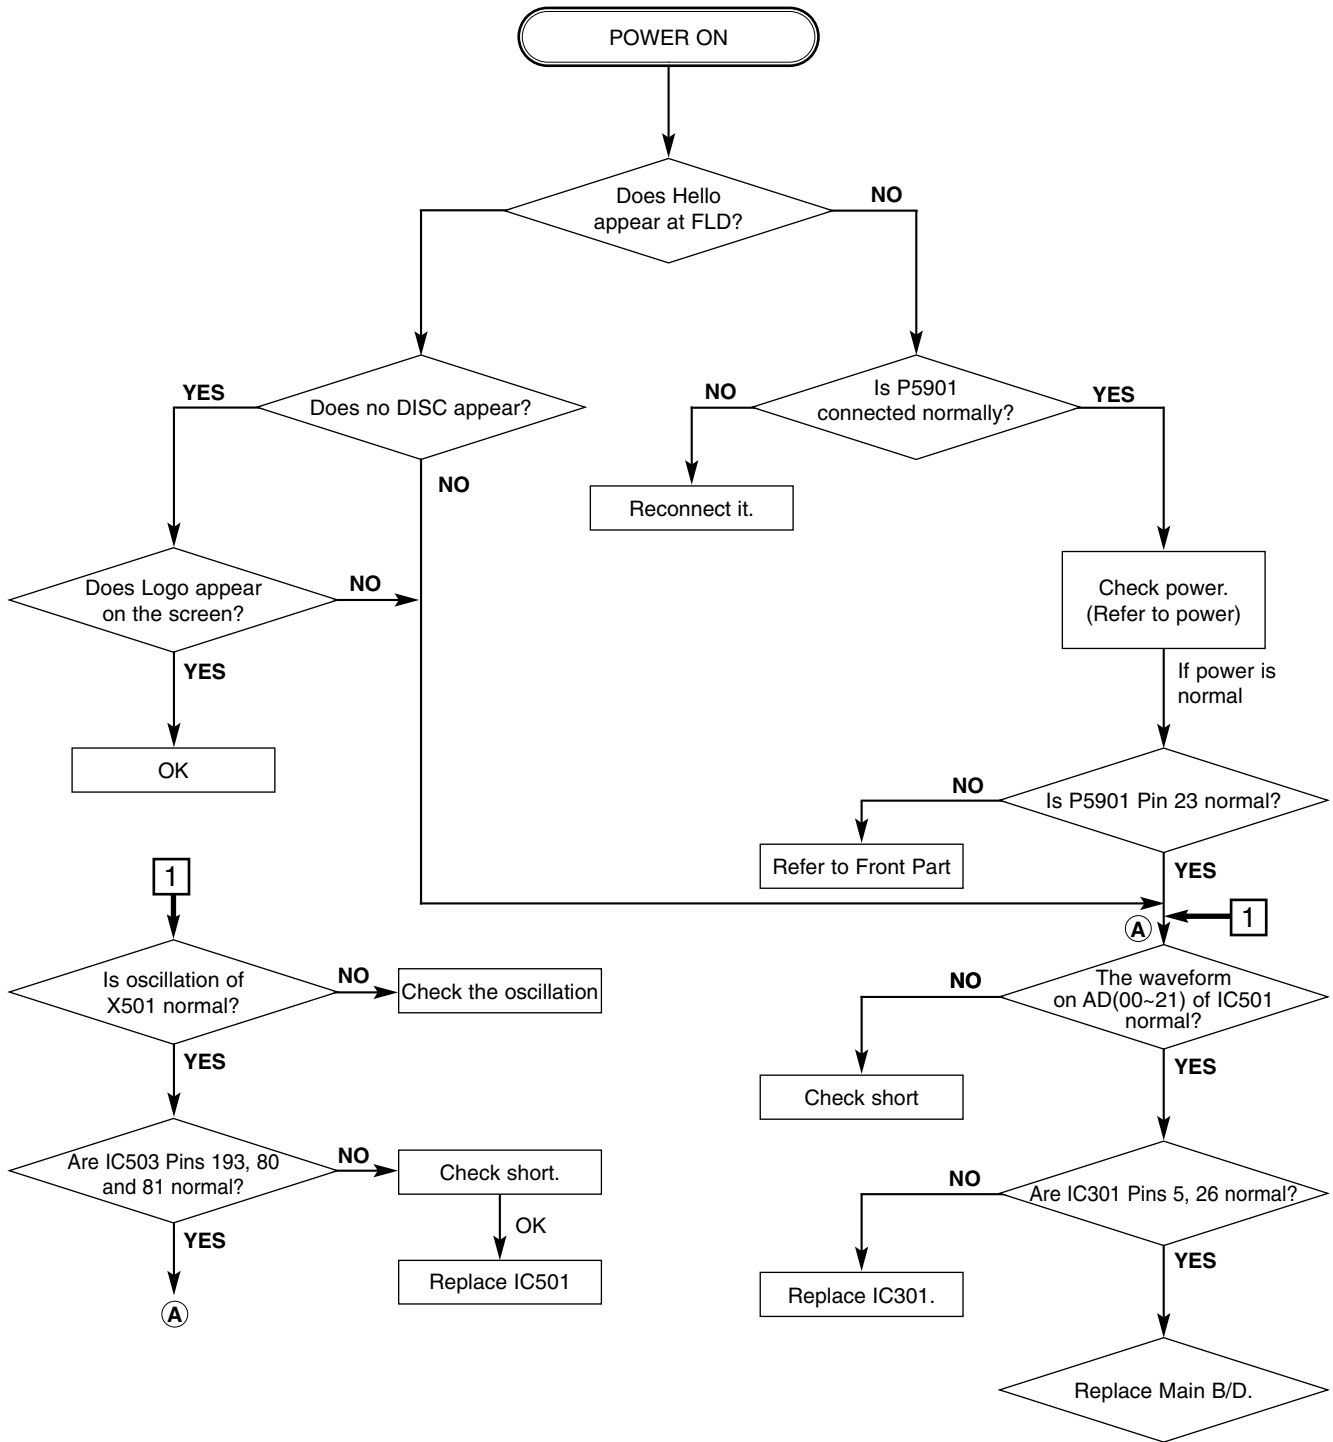 POWER ON
Does Hello
appear at FLD?
NO
Does no DISC appear?
YES
NO
Is P5901
connected normally?
NO
YES
Reconnect it.
Does Logo appear
on the screen?
NO
YES
OK
Check power.
(Refer to power)
If power is
normal
Is P5901 Pin 23 normal?
NO
Refer to Front Part
YES
1
A
The waveform
on AD(00~21) of IC501
normal?
NO
Check short
YES
Are IC301 Pins 5, 26 normal?
NO
Replace IC301.
YES
Replace Main B/D.
1
Is oscillation of
X501 normal?
NO
Check the oscillation
YES
Are IC503 Pins 193, 80
and 81 normal?
NO
Check short.
OK
Replace IC501
YES
A